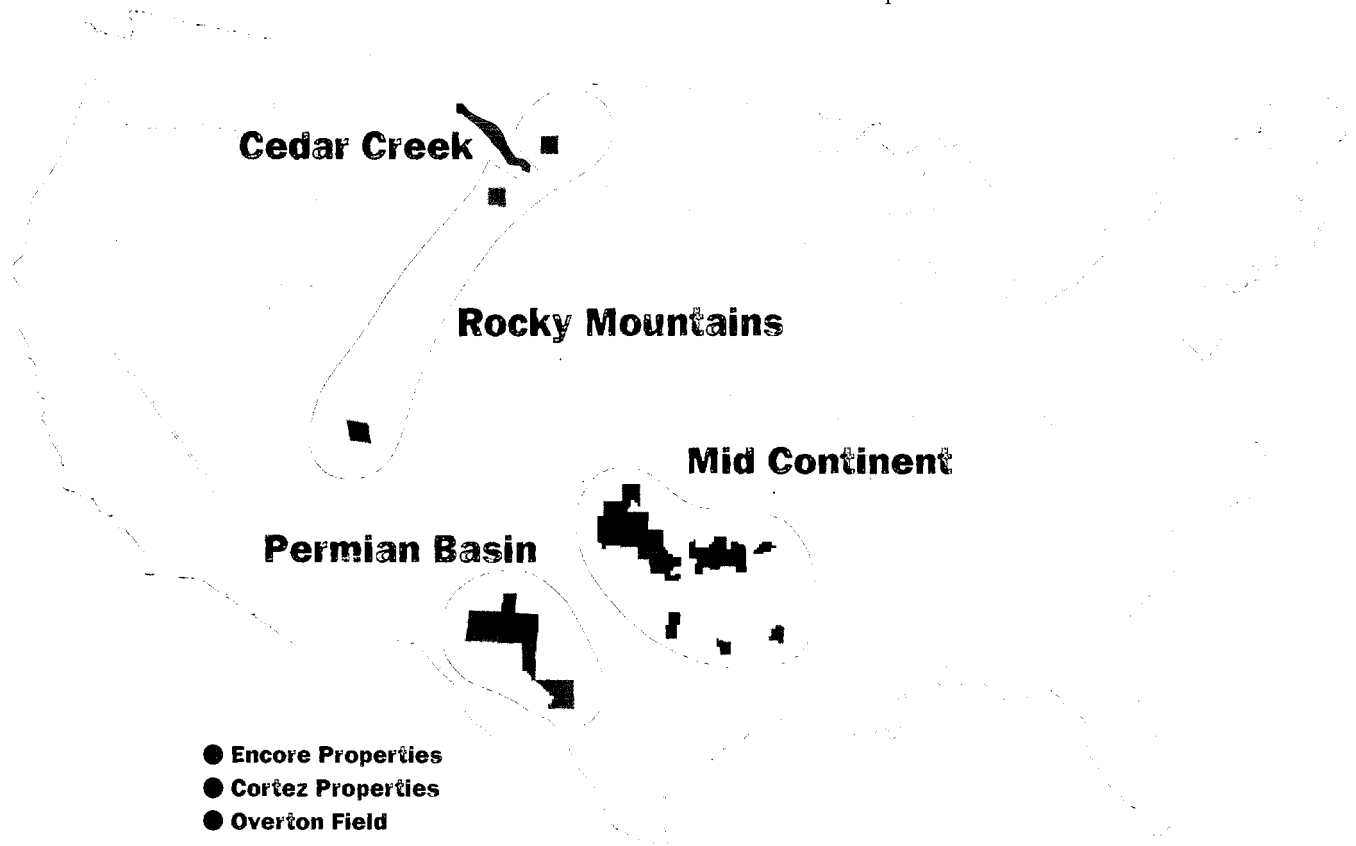 Cedar Creek
Rocky Mountains
Mid Continent
Permian Basin
Encore Properties
Cortez Properties
Overton Field